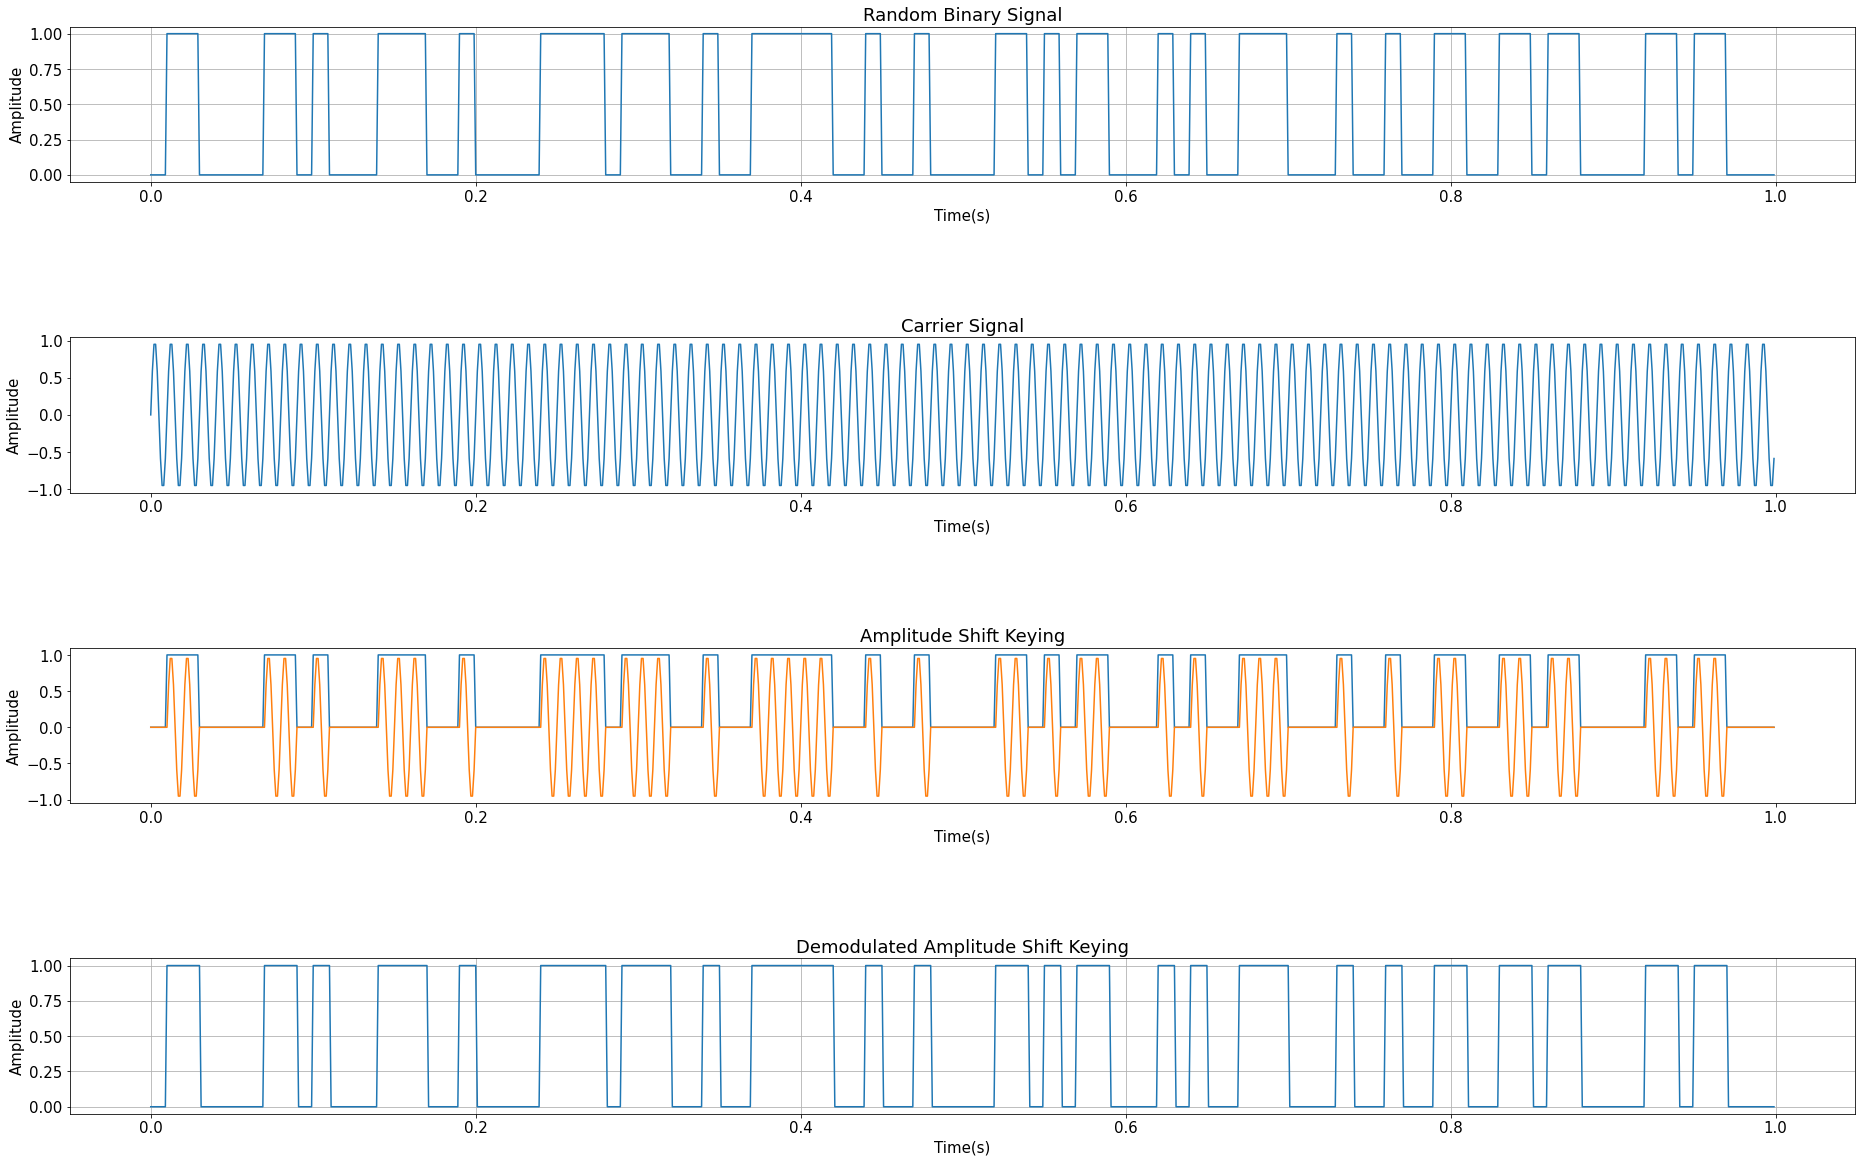 Random Binary Signal
1.00
0.75
0.50
0.25
0.00
Amplitude
0.0 0.2 0.4 0.6 0.8 1.0
Time(s)
Carrier Signal
1.0
0.5
0.0
−0.5
−1.0
Amplitude
0.0 0.2 0.4 0.6 0.8 1.0
Time(s)
Amplitude Shift Keying
1.0
0.5
0.0
−0.5
−1.0
Amplitude
0.0 0.2 0.4 0.6 0.8 1.0
Time(s)
Demodulated Amplitude Shift Keying
1.00
0.75
0.50
0.25
0.00
Amplitude
0.0 0.2 0.4 0.6 0.8 1.0
Time(s)